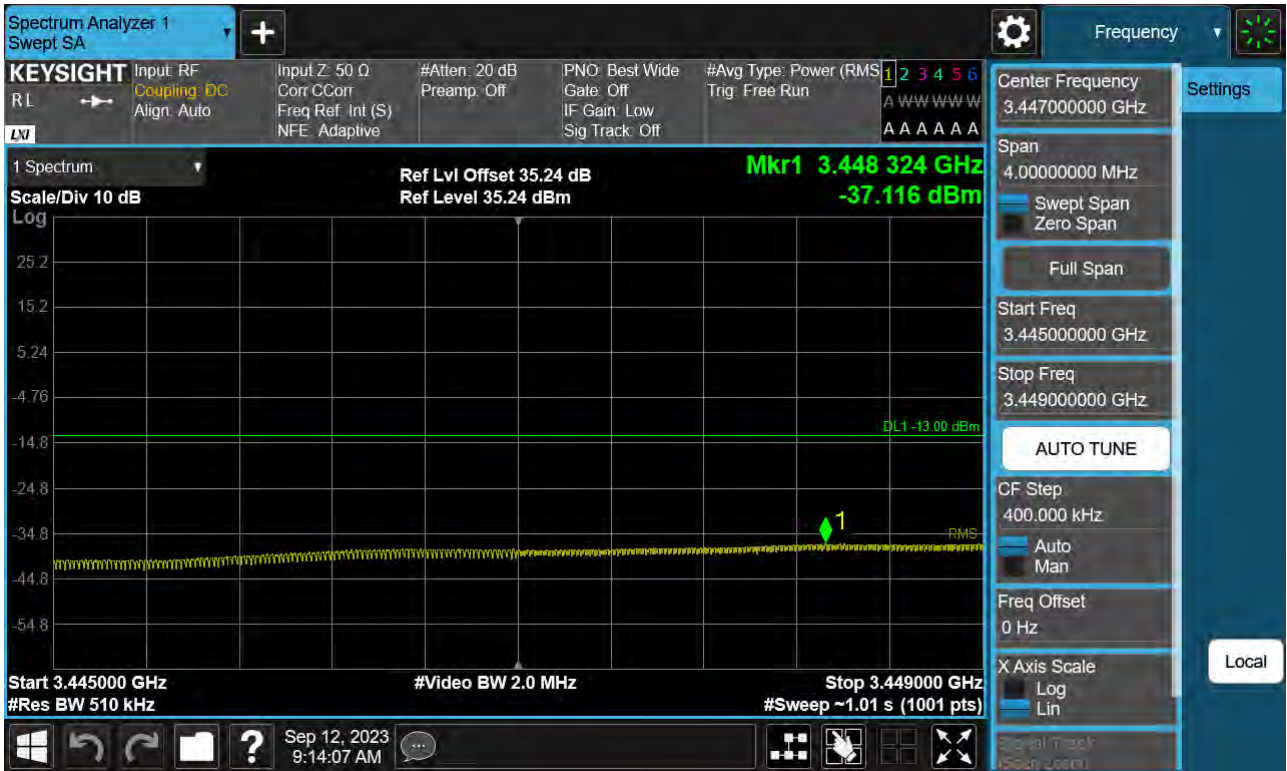 Spectrum Analyzer 1
Swept SA
+
Frequency
KEYSIGHT
RL
LXI
Input: RF
Coupling: DC
Align: Auto
Input Z: 50 Ω
Corr CCorr
Freq Ref: Int (S)
NFE: Adaptive
#Atten: 20 dB
Preamp: Off
PNO: Best Wide
Gate: Off
IF Gain: Low
Sig Track: Off
#Avg Type: Power (RMS
Trig: Free Run
1 2 3 4 5 6
A W W W W W
A A A A A A
1 Spectrum
Scale/Div 10 dB
Log
Ref Lvl Offset 35.24 dB
Ref Level 35.24 dBm
Mkr1 3.448 324 GHz
-37.116 dBm
25.2
15.2
5.24
-4.76
DL1 -13.00 dBm
-14.8
-24.8
1
-34.8
RMS
-44.8
-54.8
Start 3.445000 GHz
#Res BW 510 kHz
#Video BW 2.0 MHz
Stop 3.449000 GHz
#Sweep ~1.01 s (1001 pts)
Center Frequency
3.447000000 GHz
Settings
Span
4.00000000 MHz
Swept Span
Zero Span
Full Span
Start Freq
3.445000000 GHz
Stop Freq
3.449000000 GHz
AUTO TUNE
CF Step
400.000 kHz
Auto
Man
Freq Offset
0 Hz
X Axis Scale
Log
Lin
Local
Signal Track
(Span Zoom)
?
Sep 12, 2023
9:14:07 AM